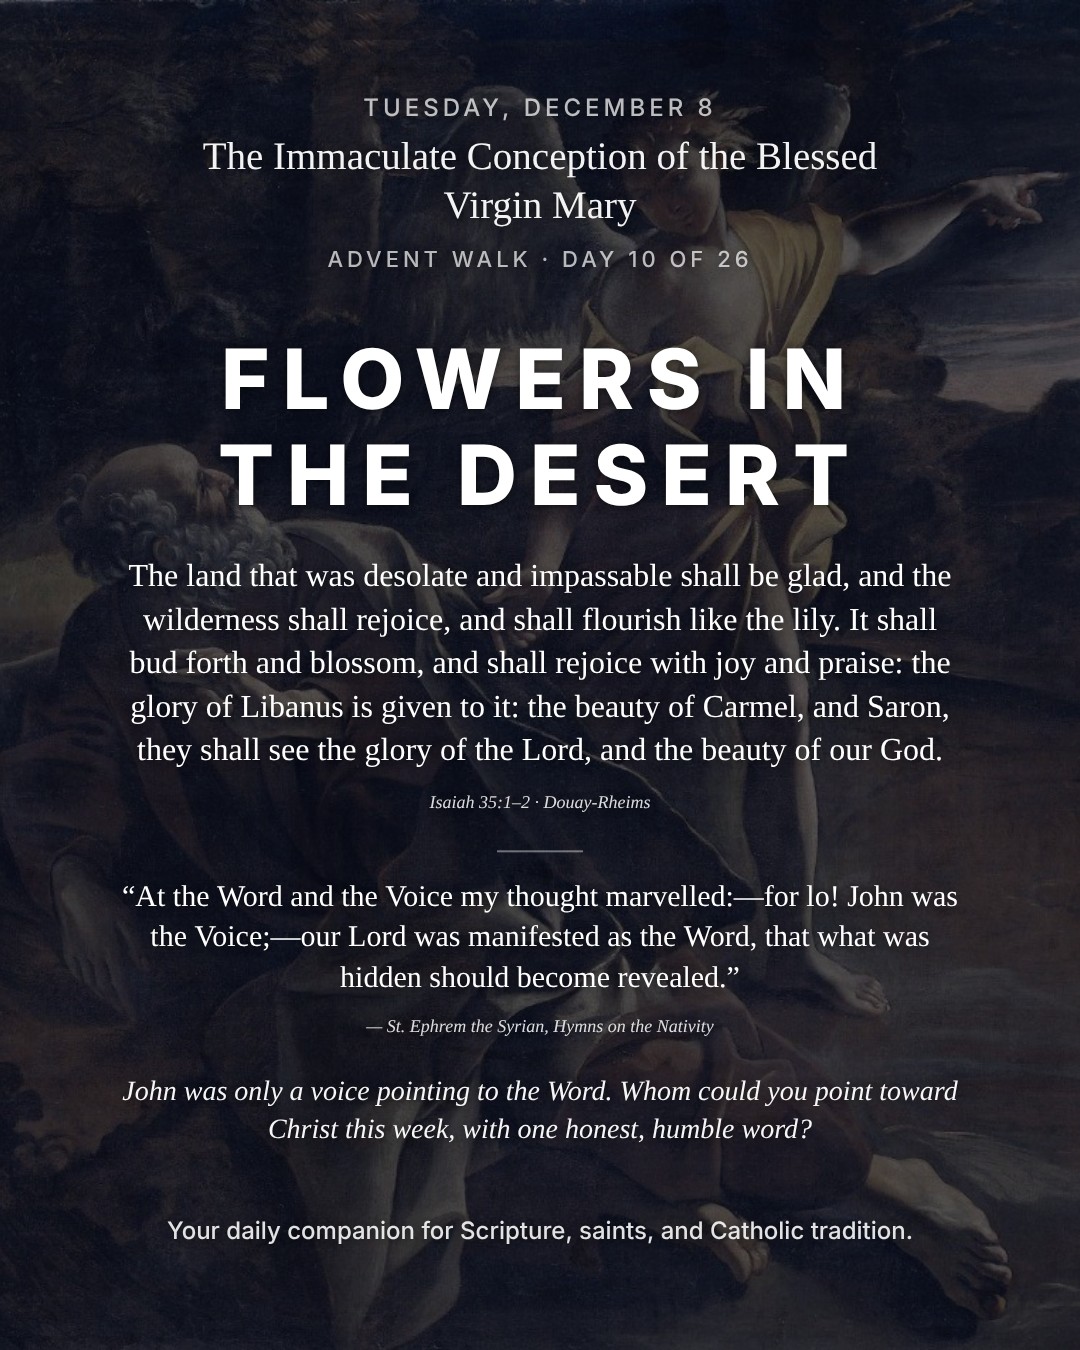 TUESDAY, DECEMBER 8
The Immaculate Conception of the Blessed
Virgin Mary
ADVENT WALK · DAY 10 OF 26
FLOWERS IN
THE DESERT
The land that was desolate and impassable shall be glad, and the
wilderness shall rejoice, and shall flourish like the lily. It shall
bud forth and blossom, and shall rejoice with joy and praise: the
glory of Libanus is given to it: the beauty of Carmel, and Saron,
they shall see the glory of the Lord, and the beauty of our God.
Isaiah 35:1–2 · Douay-Rheims
“At the Word and the Voice my thought marvelled:—for lo! John was
the Voice;—our Lord was manifested as the Word, that what was
hidden should become revealed.”
— St. Ephrem the Syrian, Hymns on the Nativity
John was only a voice pointing to the Word. Whom could you point toward
Christ this week, with one honest, humble word?
Your daily companion for Scripture, saints, and Catholic tradition.